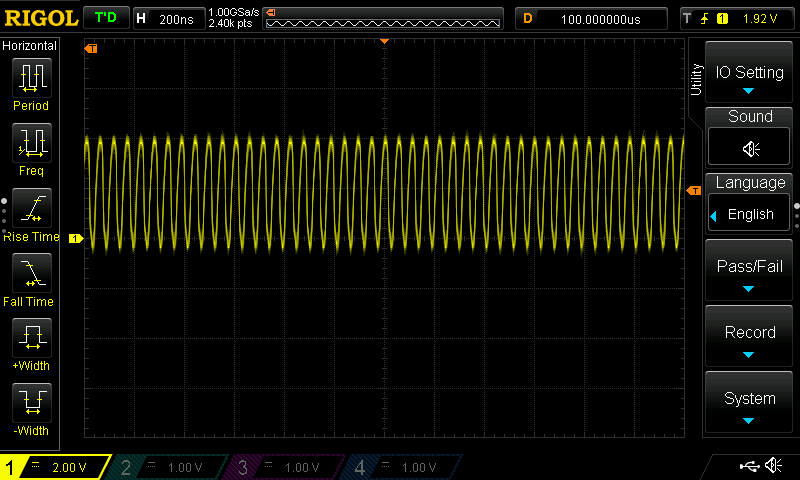 RIGOL T'D H 200ns 1.00GSa/s 2.40k pts D 100.000000us T 1 1.92 V
Horizontal
Period
Freq
Rise Time
Fall Time
+Width
-Width
T
T
1
Utility
IO Setting
Sound
Language
English
Pass/Fail
Record
System
1 2.00 V 2 1.00 V 3 1.00 V 4 1.00 V